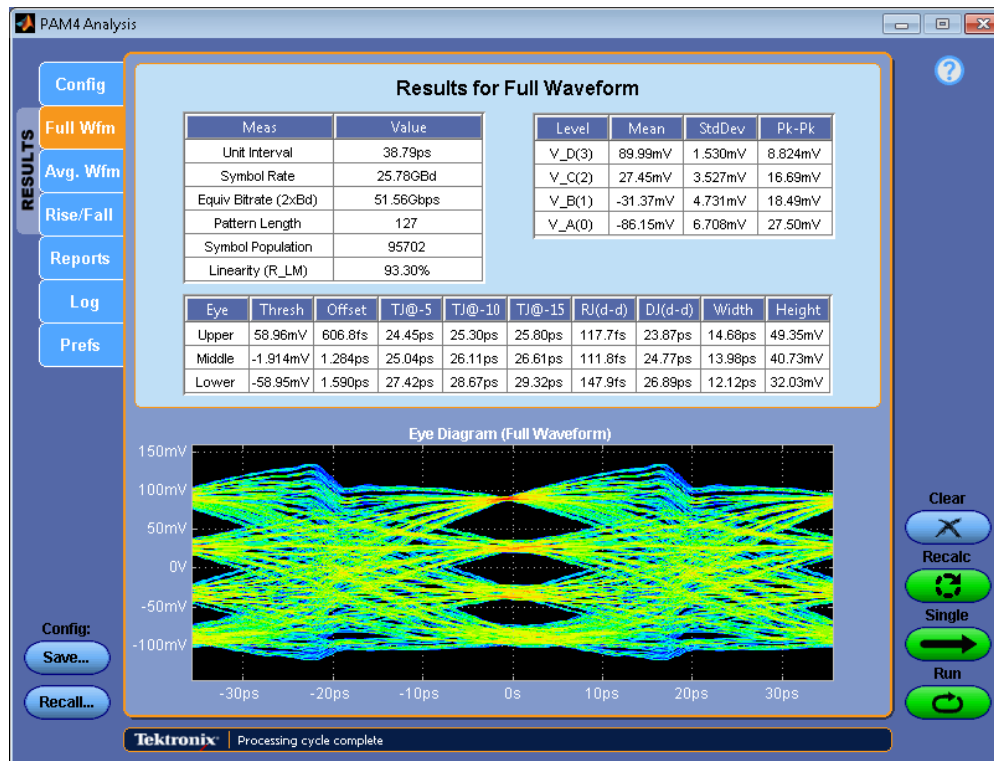 PAM4 Analysis
RESULTS
Config
Full Wfm
Avg. Wfm
Rise/Fall
Reports
Log
Prefs
Results for Full Waveform
Meas Value
Unit Interval 38.79ps
Symbol Rate 25.78GBd
Equiv Bitrate (2xBd) 51.56Gbps
Pattern Length 127
Symbol Population 95702
Linearity (R_LM) 93.30%
Level Mean StdDev Pk-Pk
V_D(3) 89.99mV 1.530mV 8.824mV
V_C(2) 27.45mV 3.527mV 16.69mV
V_B(1) -31.37mV 4.731mV 18.49mV
V_A(0) -86.15mV 6.708mV 27.50mV
Eye Thresh Offset TJ@-5 TJ@-10 TJ@-15 RJ(d-d) DJ(d-d) Width Height
Upper 58.96mV 606.8fs 24.45ps 25.30ps 25.80ps 117.7fs 23.87ps 14.68ps 49.35mV
Middle -1.914mV 1.284ps 25.04ps 26.11ps 26.61ps 111.8fs 24.77ps 13.98ps 40.73mV
Lower -58.95mV 1.590ps 27.42ps 28.67ps 29.32ps 147.9fs 26.89ps 12.12ps 32.03mV
Eye Diagram (Full Waveform)
150mV
100mV
50mV
0V
-50mV
-100mV
-30ps -20ps -10ps 0s 10ps 20ps 30ps
?
Clear
Recalc
Single
Run
Config:
Save...
Recall...
Tektronix Processing cycle complete